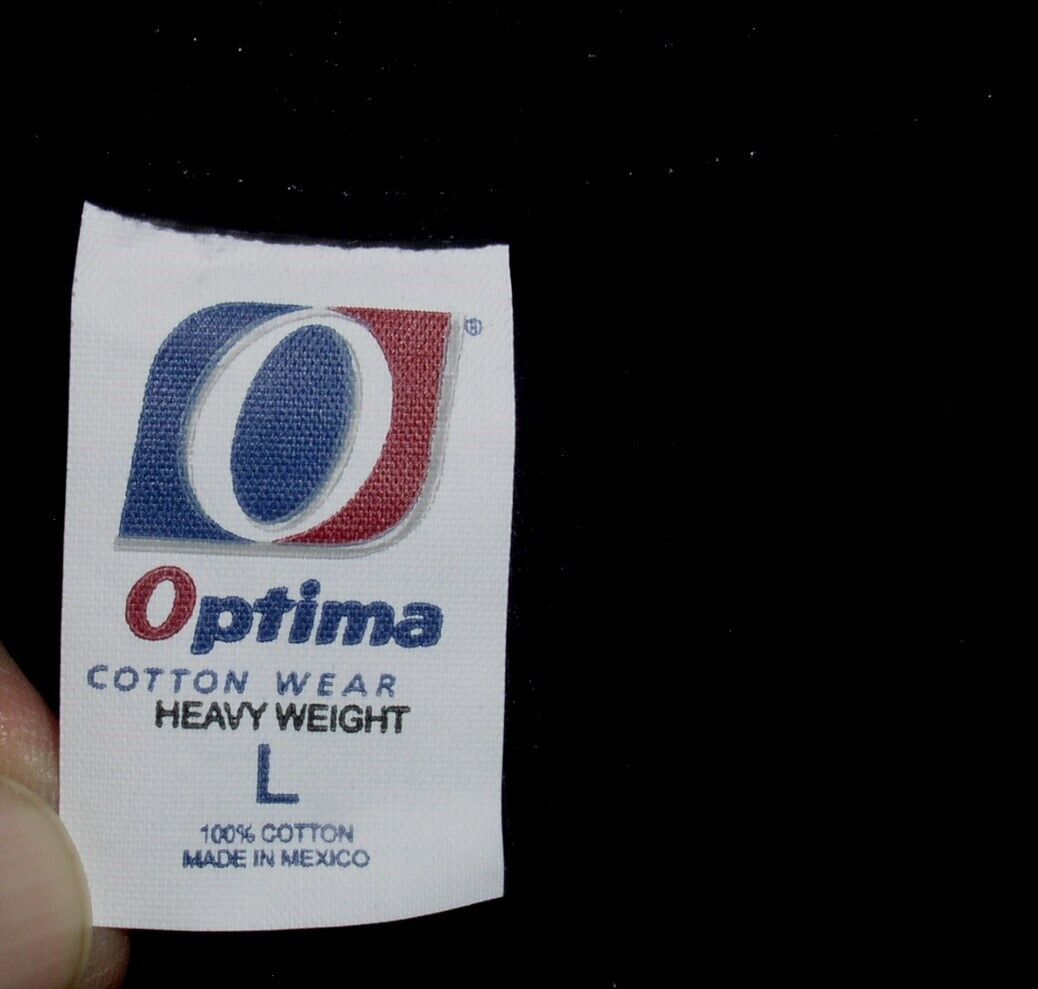 ®
Optima
COTTON WEAR
HEAVY WEIGHT
L
100% COTTON
MADE IN MEXICO